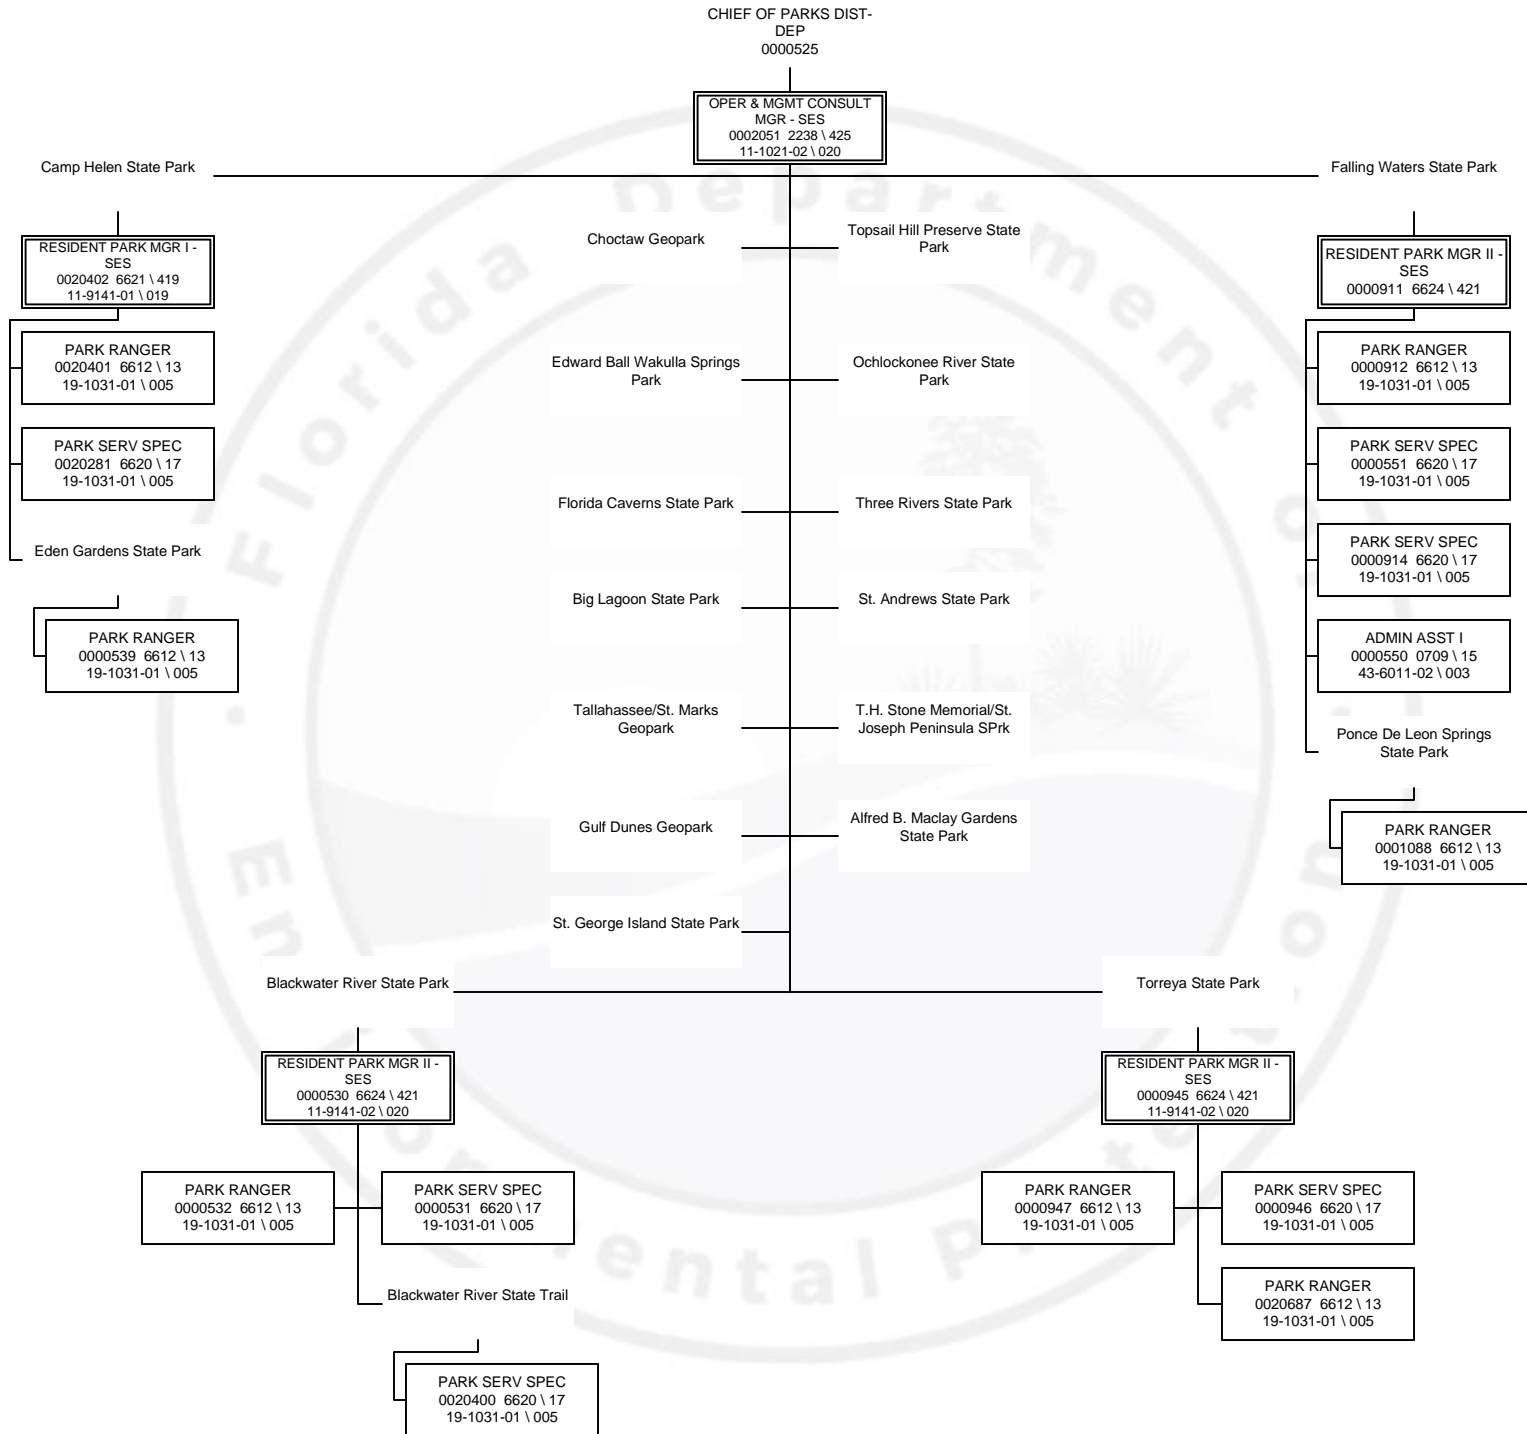 CHIEF OF PARKS DIST-
DEP
0000525
OPER & MGMT CONSULT
MGR - SES
0002051 2238 \ 425
11-1021-02 \ 020
Camp Helen State Park
Falling Waters State Park
RESIDENT PARK MGR I -
SES
0020402 6621 \ 419
11-9141-01 \ 019
PARK RANGER
0020401 6612 \ 13
19-1031-01 \ 005
PARK SERV SPEC
0020281 6620 \ 17
19-1031-01 \ 005
Eden Gardens State Park
PARK RANGER
0000539 6612 \ 13
19-1031-01 \ 005
Choctaw Geopark
Topsail Hill Preserve State
Park
Edward Ball Wakulla Springs
Park
Ochlockonee River State
Park
Florida Caverns State Park
Three Rivers State Park
Big Lagoon State Park
St. Andrews State Park
Tallahassee/St. Marks
Geopark
T.H. Stone Memorial/St.
Joseph Peninsula SPrk
Gulf Dunes Geopark
Alfred B. Maclay Gardens
State Park
St. George Island State Park
RESIDENT PARK MGR II -
SES
0000911 6624 \ 421
PARK RANGER
0000912 6612 \ 13
19-1031-01 \ 005
PARK SERV SPEC
0000551 6620 \ 17
19-1031-01 \ 005
PARK SERV SPEC
0000914 6620 \ 17
19-1031-01 \ 005
ADMIN ASST I
0000550 0709 \ 15
43-6011-02 \ 003
Ponce De Leon Springs
State Park
PARK RANGER
0001088 6612 \ 13
19-1031-01 \ 005
Blackwater River State Park
RESIDENT PARK MGR II -
SES
0000530 6624 \ 421
11-9141-02 \ 020
PARK RANGER
0000532 6612 \ 13
19-1031-01 \ 005
PARK SERV SPEC
0000531 6620 \ 17
19-1031-01 \ 005
Blackwater River State Trail
PARK SERV SPEC
0020400 6620 \ 17
19-1031-01 \ 005
Torreya State Park
RESIDENT PARK MGR II -
SES
0000945 6624 \ 421
11-9141-02 \ 020
PARK RANGER
0000947 6612 \ 13
19-1031-01 \ 005
PARK SERV SPEC
0000946 6620 \ 17
19-1031-01 \ 005
PARK RANGER
0020687 6612 \ 13
19-1031-01 \ 005
Florida Department